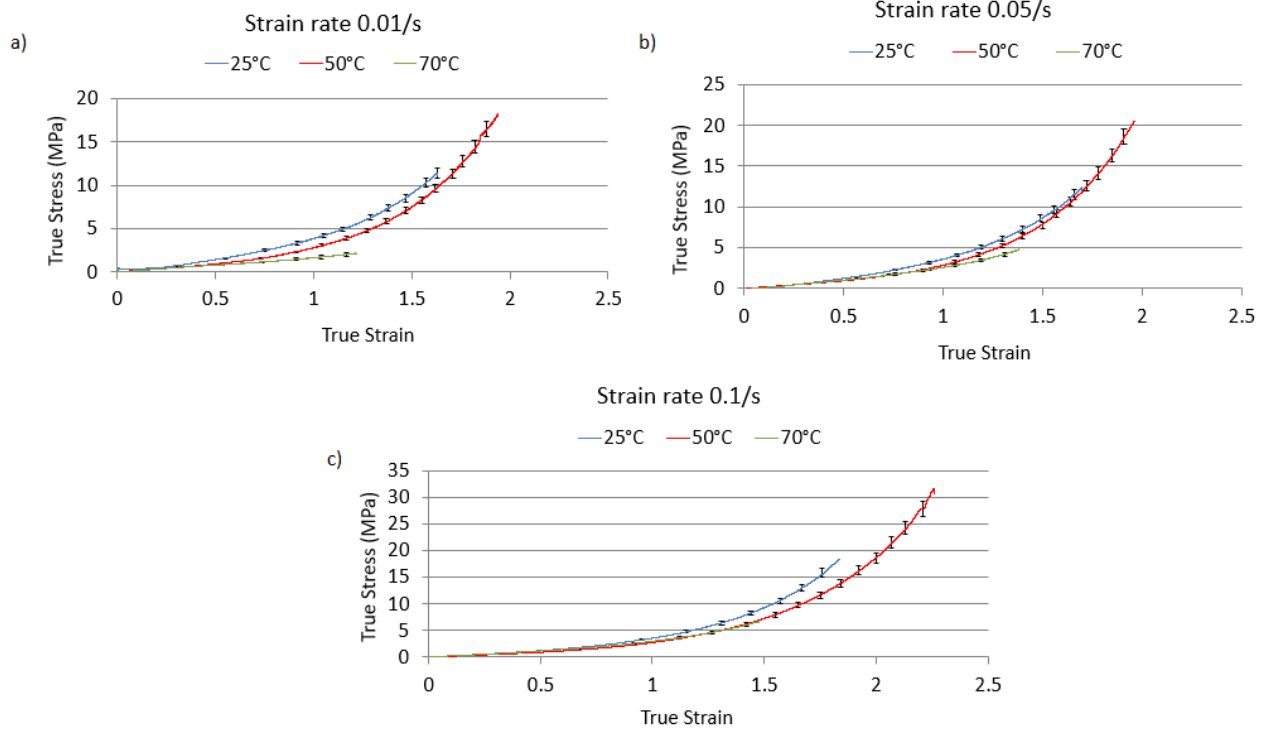 a)
Strain rate 0.01/s
25°C 50°C 70°C
True Stress (MPa)
20
15
10
5
0
0 0.5 1 1.5 2 2.5
True Strain
b)
Strain rate 0.05/s
25°C 50°C 70°C
True Stress (MPa)
25
20
15
10
5
0
0 0.5 1 1.5 2 2.5
True Strain
c)
Strain rate 0.1/s
25°C 50°C 70°C
True Stress (MPa)
35
30
25
20
15
10
5
0
0 0.5 1 1.5 2 2.5
True Strain